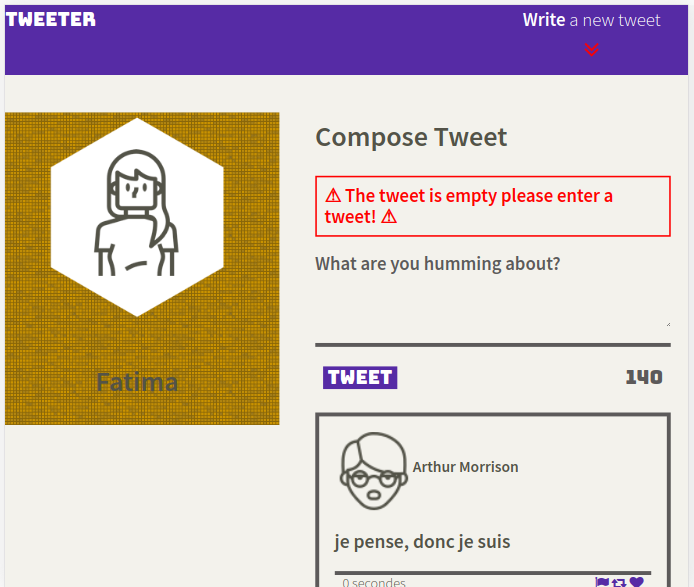 TWEETER
Write a new tweet
Fatima
Compose Tweet
⚠ The tweet is empty please enter a
tweet! ⚠
What are you humming about?
TWEET
140
Arthur Morrison
je pense, donc je suis
0 secondes